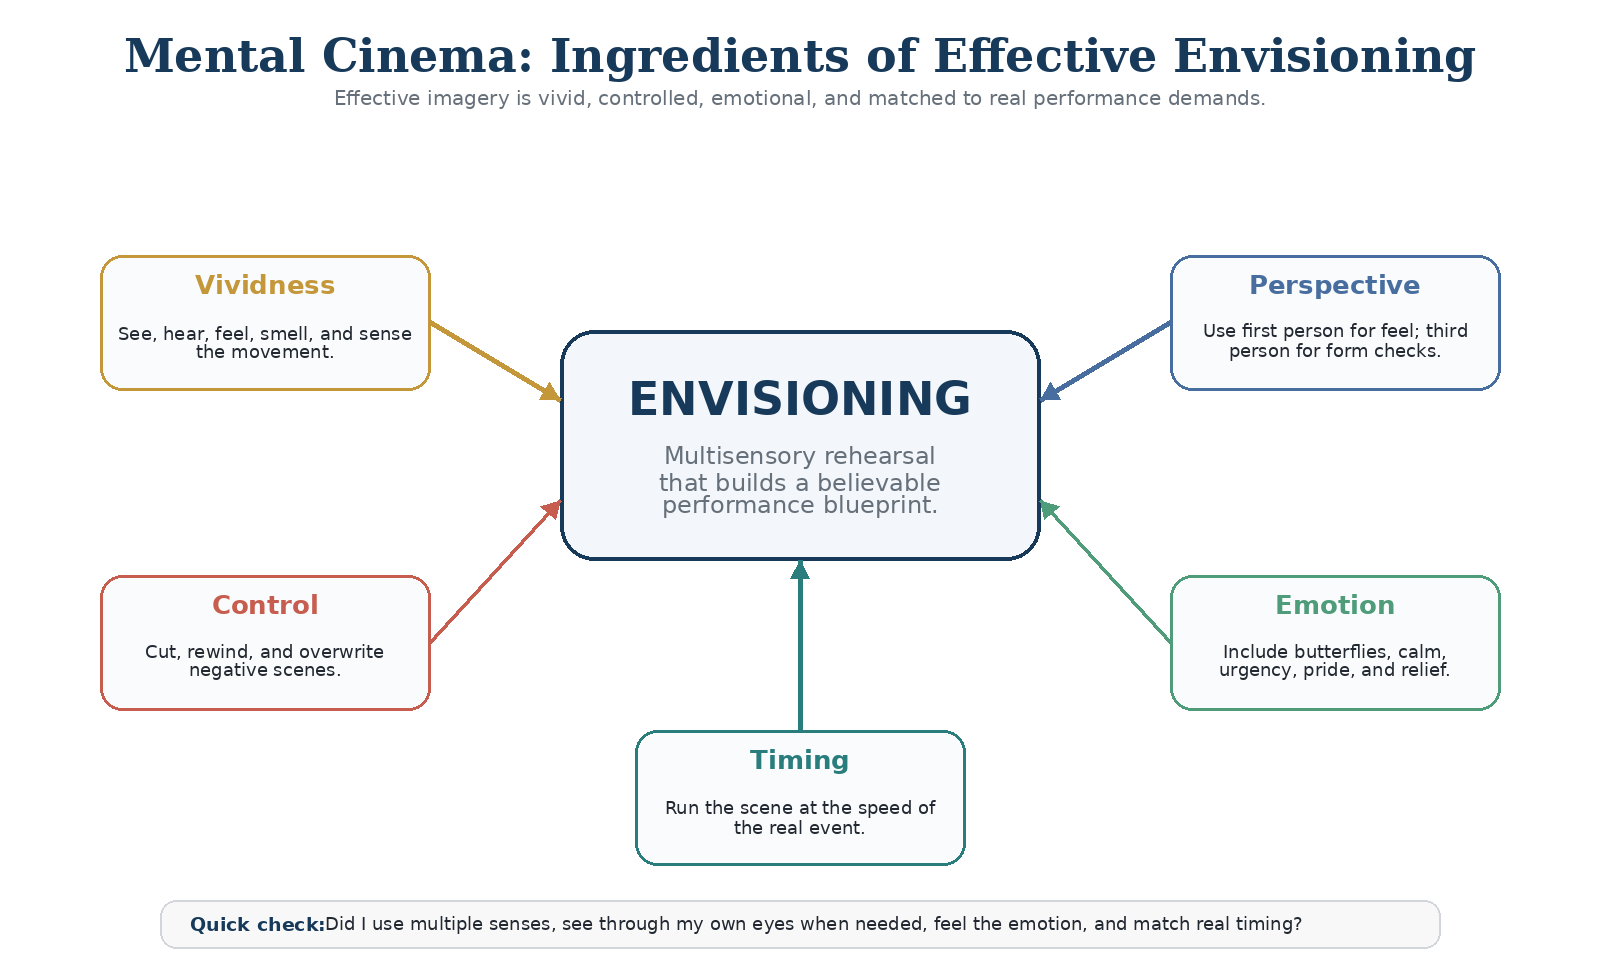 Mental Cinema: Ingredients of Effective Envisioning
Effective imagery is vivid, controlled, emotional, and matched to real performance demands.
Vividness
See, hear, feel, smell, and sense
the movement.
Perspective
Use first person for feel; third
person for form checks.
ENVISIONING
Multisensory rehearsal
that builds a believable
performance blueprint.
Control
Cut, rewind, and overwrite
negative scenes.
Emotion
Include butterflies, calm,
urgency, pride, and relief.
Timing
Run the scene at the speed of
the real event.
Quick check:Did I use multiple senses, see through my own eyes when needed, feel the emotion, and match real timing?